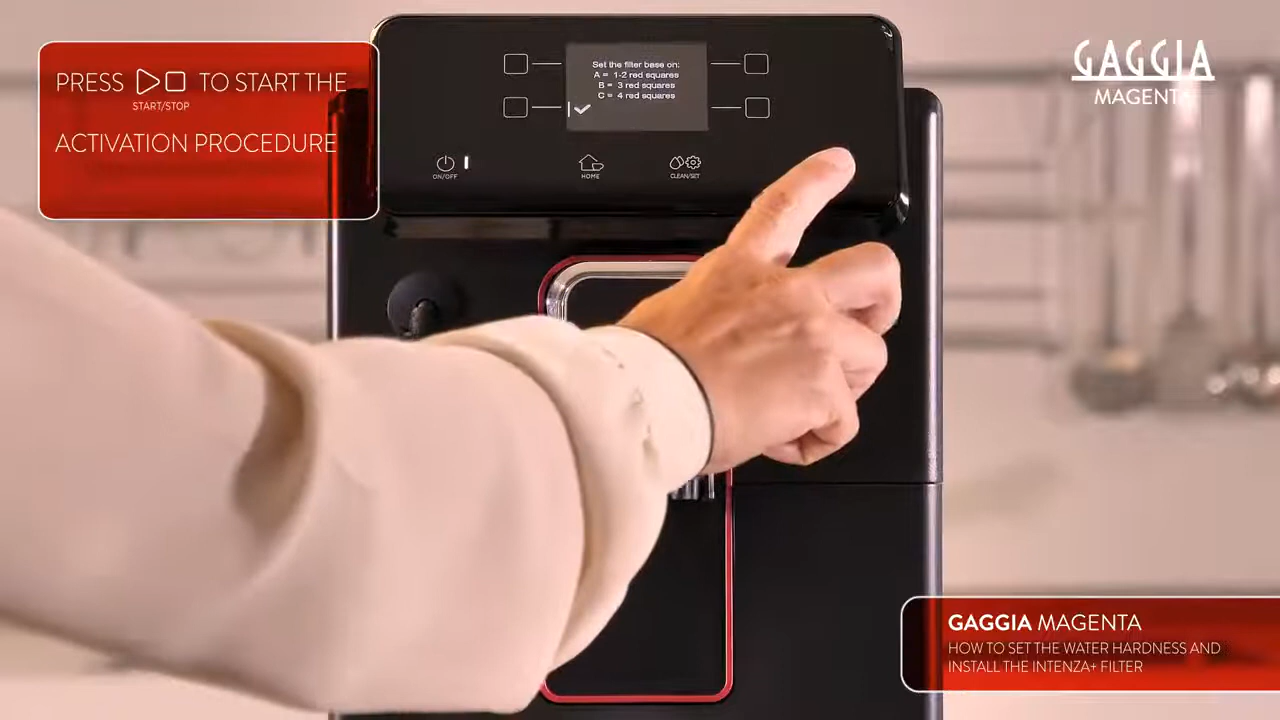 PRESS TO START THE
START/STOP
ACTIVATION PROCEDURE
Set the filter base on:
A = 1-2 red squares
B = 3 red squares
C = 4 red squares
ON/OFF
HOME
CLEAN/SET
GAGGIA
MAGENTA
GAGGIA MAGENTA
HOW TO SET THE WATER HARDNESS AND
INSTALL THE INTENZA+ FILTER